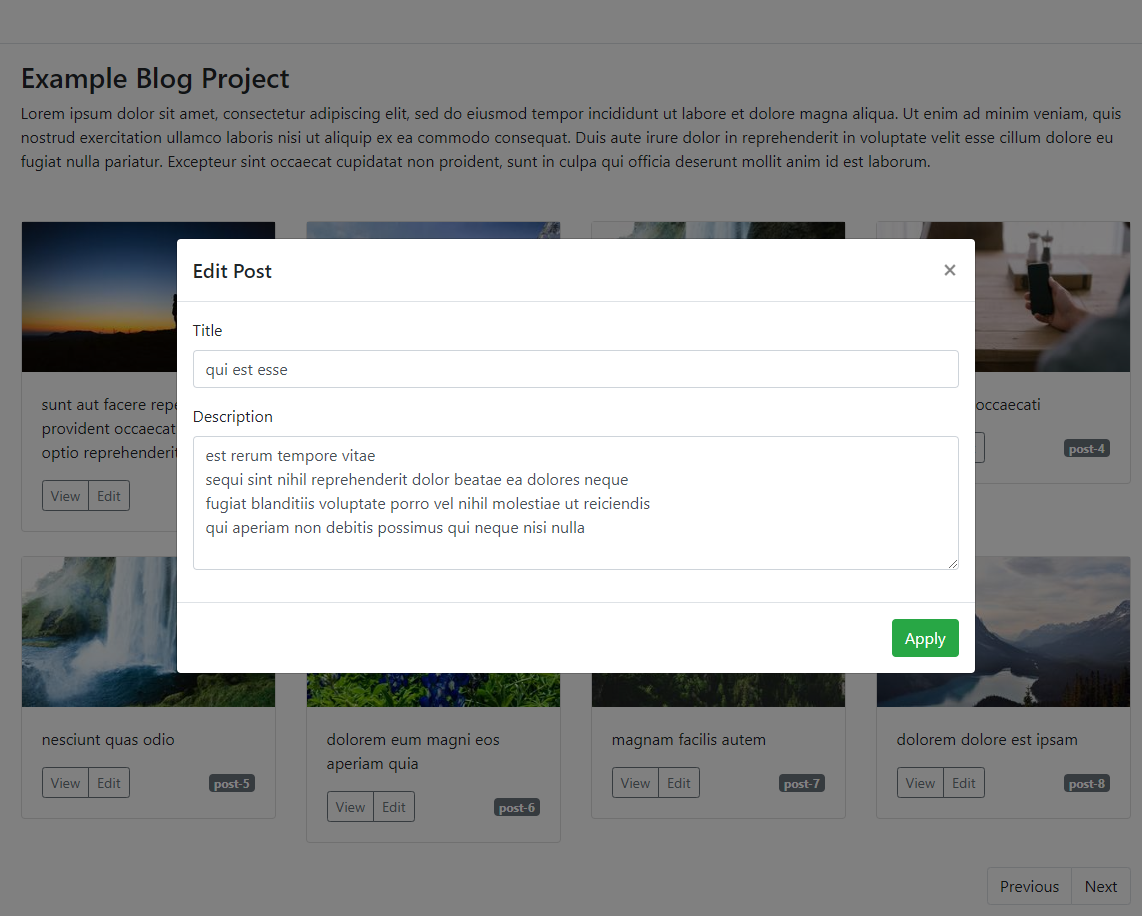 Example Blog Project
Lorem ipsum dolor sit amet, consectetur adipiscing elit, sed do eiusmod tempor incididunt ut labore et dolore magna aliqua. Ut enim ad minim veniam, quis
nostrud exercitation ullamco laboris nisi ut aliquip ex ea commodo consequat. Duis aute irure dolor in reprehenderit in voluptate velit esse cillum dolore eu
fugiat nulla pariatur. Excepteur sint occaecat cupidatat non proident, sunt in culpa qui officia deserunt mollit anim id est laborum.
Edit Post
×
Title
qui est esse
Description
est rerum tempore vitae
sequi sint nihil reprehenderit dolor beatae ea dolores neque
fugiat blanditiis voluptate porro vel nihil molestiae ut reiciendis
qui aperiam non debitis possimus qui neque nisi nulla
Apply
sunt aut facere
provident occaecat
optio reprehenderit
View Edit
occaecati
post-4
nesciunt quas odio
View Edit
post-5
dolorem eum magni eos
aperiam quia
View Edit
post-6
magnam facilis autem
View Edit
post-7
dolorem dolore est ipsam
View Edit
post-8
Previous Next